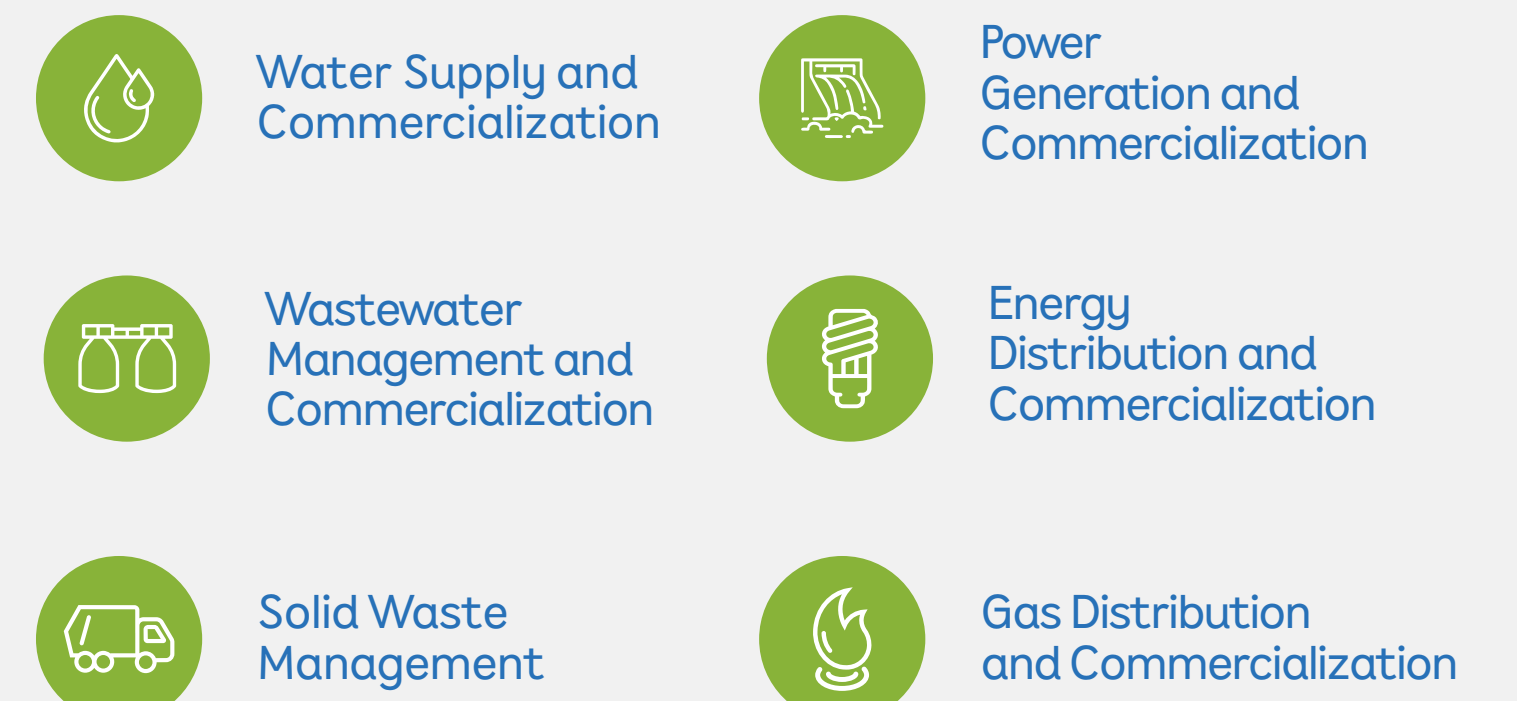 Water Supply and
Commercialization
Power
Generation and
Commercialization
Wastewater
Management and
Commercialization
Energy
Distribution and
Commercialization
Solid Waste
Management
Gas Distribution
and Commercialization